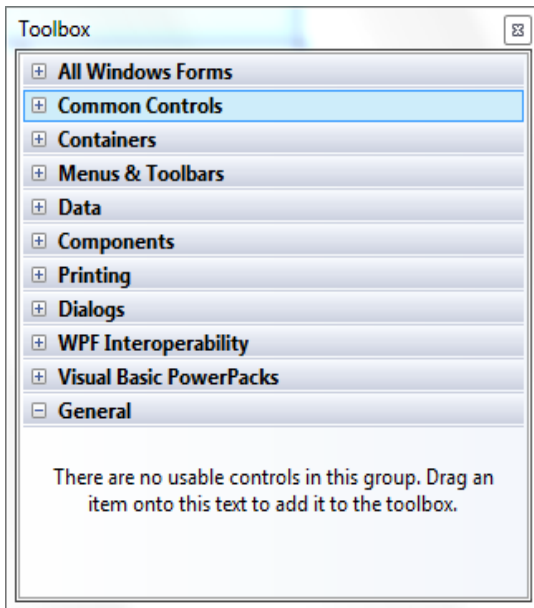 Toolbox
All Windows Forms
Common Controls
Containers
Menus & Toolbars
Data
Components
Printing
Dialogs
WPF Interoperability
Visual Basic PowerPacks
General
There are no usable controls in this group. Drag an
item onto this text to add it to the toolbox.